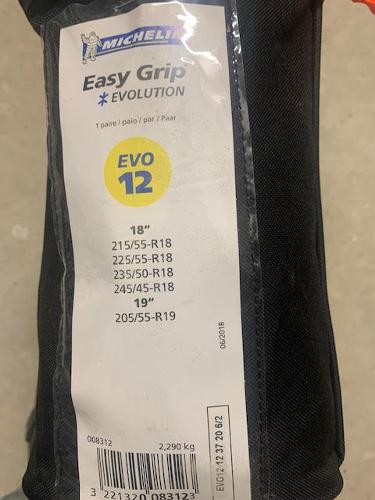 MICHELIN
Easy Grip
EVOLUTION
1 paire / paio / par / Paar
EVO
12
18"
215/55-R18
225/55-R18
235/50-R18
245/45-R18
19"
205/55-R19
06/2018
008312
2,290 kg
EVO12 12 37 20 6/2
3 221320 083123